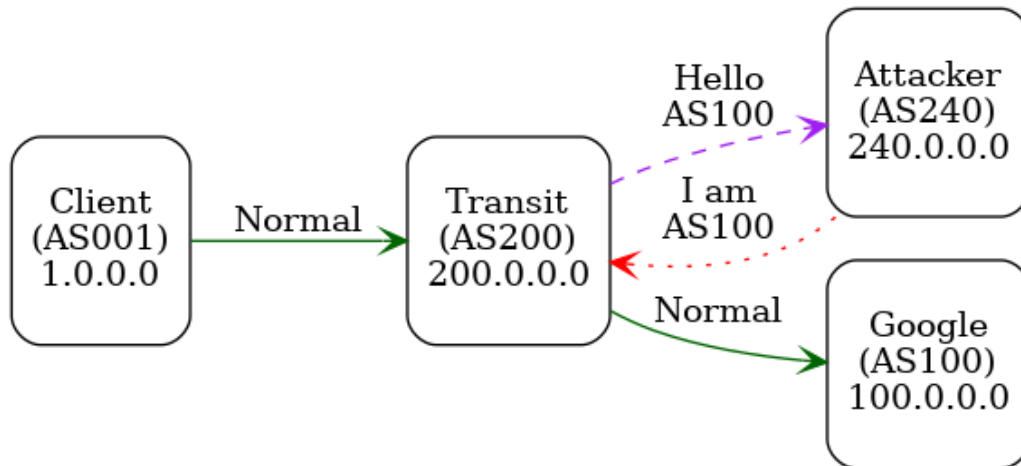 Client
(AS001)
1.0.0.0
Normal
Transit
(AS200)
200.0.0.0
Hello
AS100
I am
AS100
Normal
Attacker
(AS240)
240.0.0.0
Google
(AS100)
100.0.0.0